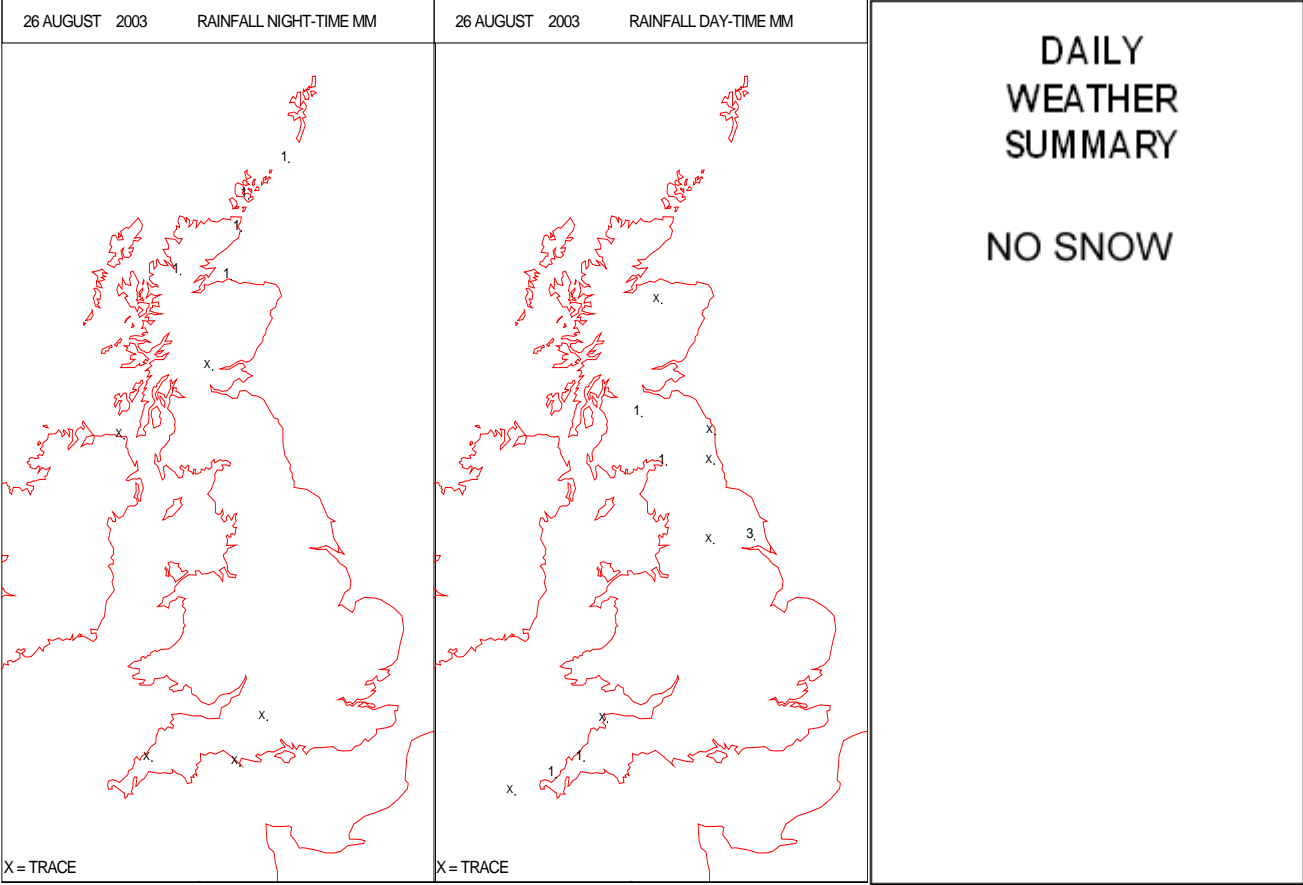 26 AUGUST 2003 RAINFALL NIGHT-TIME MM
1.
1.
1.
1.
1.
x.
x.
x.
x.
x.
X = TRACE
26 AUGUST 2003 RAINFALL DAY-TIME MM
x.
1.
x.
1.
x.
3.
x.
x.
1.
1.
x.
X = TRACE
DAILY
WEATHER
SUMMARY
NO SNOW